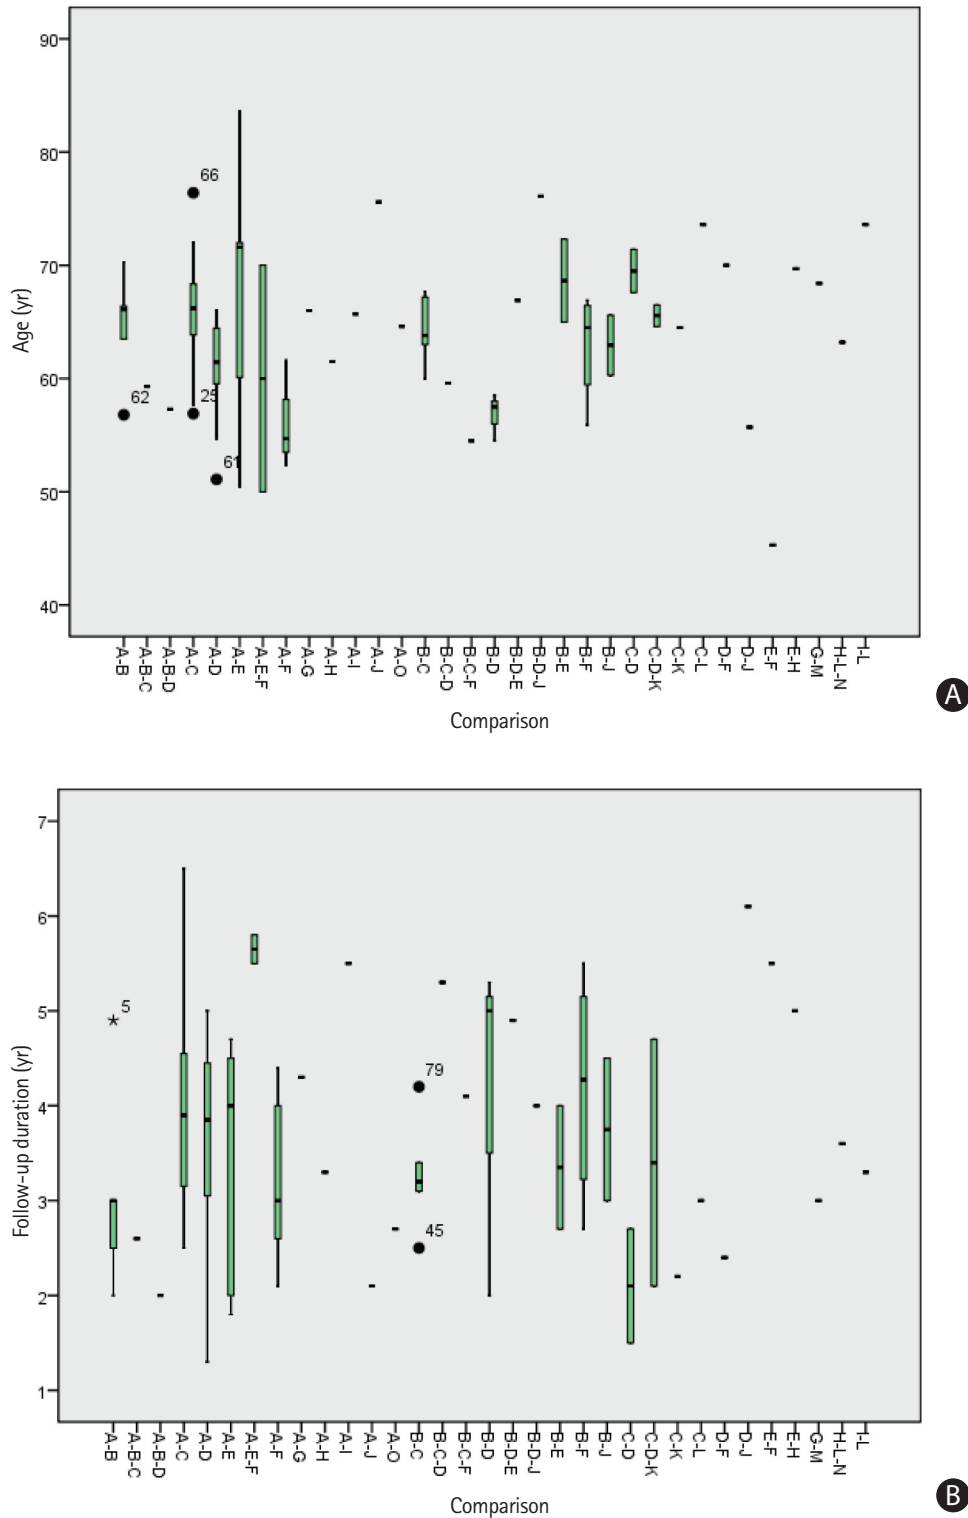 90
80
70
60
50
40
Age (yr)
66
62
25
61
A-B
A-B-C
A-B-D
A-C
A-D
A-E
A-E-F
A-F
A-G
A-H
A-I
A-J
A-O
B-C
B-C-D
B-C-F
B-D
B-D-E
B-D-J
B-E
B-F
B-J
C-D
C-D-K
C-K
C-L
D-F
D-J
E-F
E-H
G-M
H-L-N
I-L
Comparison
A
7
6
5
4
3
2
1
Follow-up duration (yr)
5
79
45
A-B
A-B-C
A-B-D
A-C
A-D
A-E
A-E-F
A-F
A-G
A-H
A-I
A-J
A-O
B-C
B-C-D
B-C-F
B-D
B-D-E
B-D-J
B-E
B-F
B-J
C-D
C-D-K
C-K
C-L
D-F
D-J
E-F
E-H
G-M
H-L-N
I-L
Comparison
B